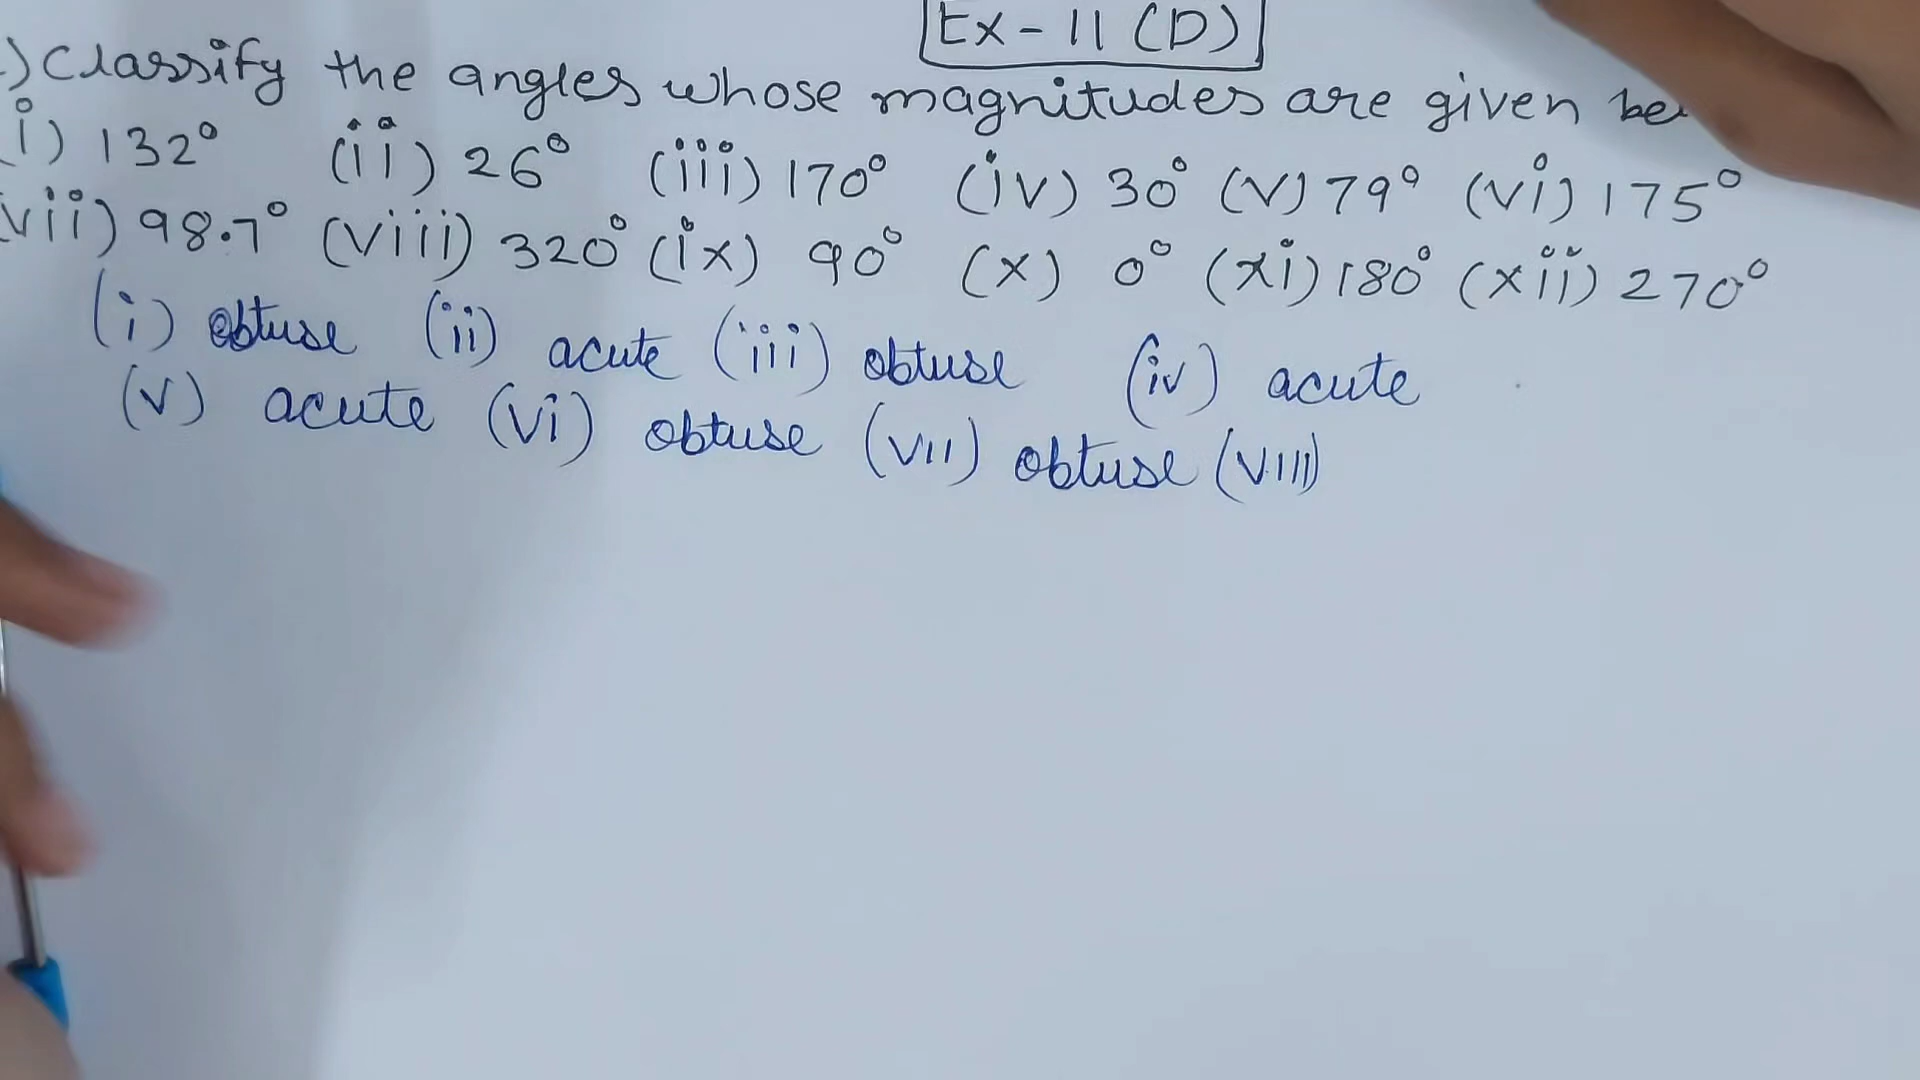 Ex - 11 (D)
) Classify the angles whose magnitudes are given be
(i) 132° (ii) 26° (iii) 170° (iv) 30° (v) 79° (vi) 175°
(vii) 98.7° (viii) 320° (ix) 90° (x) 0° (xi) 180° (xii) 270°
(i) obtuse (ii) acute (iii) obtuse (iv) acute
(v) acute (vi) obtuse (vii) obtuse (viii)